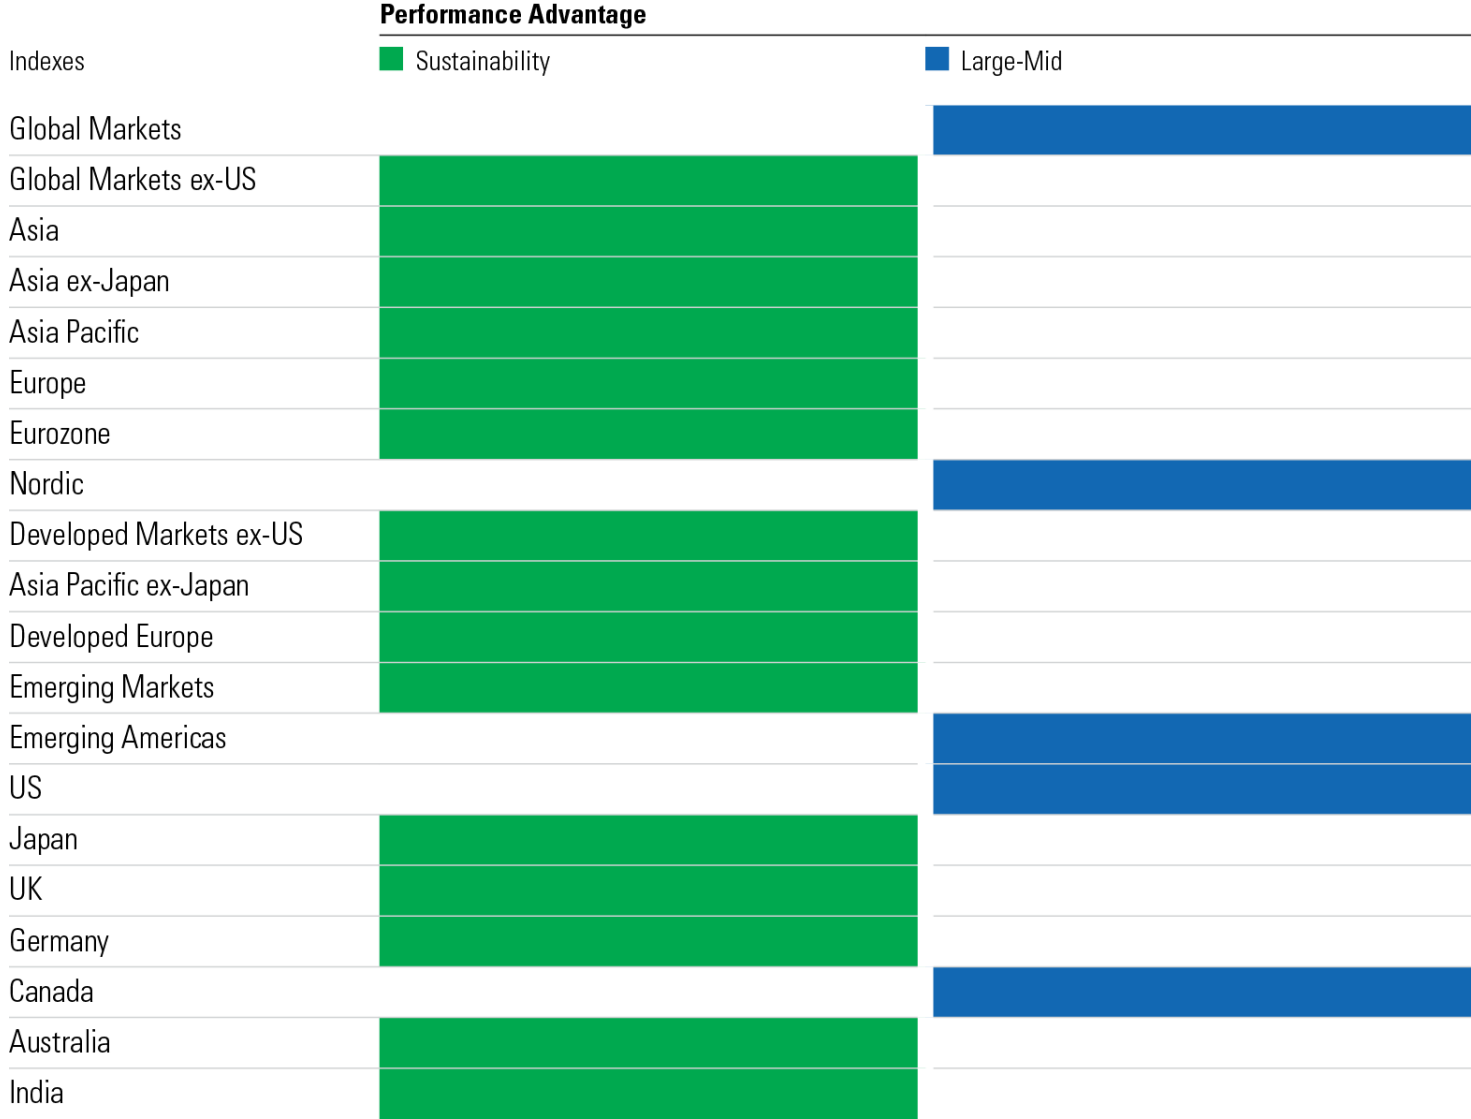 Performance Advantage
Indexes Sustainability Large-Mid
Global Markets
Global Markets ex-US
Asia
Asia ex-Japan
Asia Pacific
Europe
Eurozone
Nordic
Developed Markets ex-US
Asia Pacific ex-Japan
Developed Europe
Emerging Markets
Emerging Americas
US
Japan
UK
Germany
Canada
Australia
India